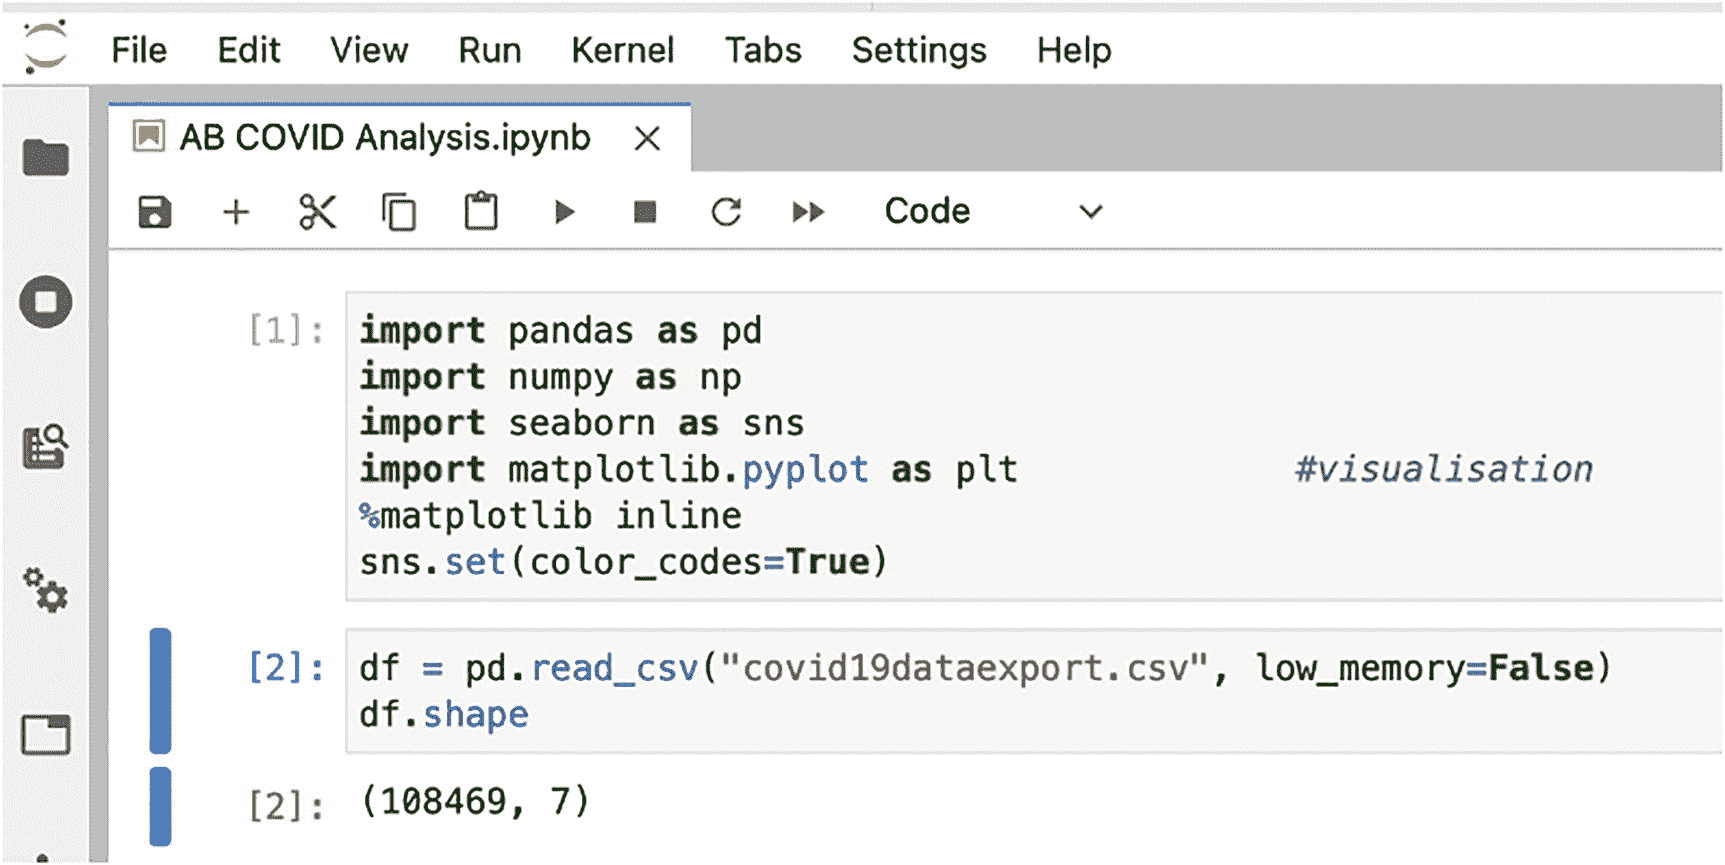 File Edit View Run Kernel Tabs Settings Help
AB COVID Analysis.ipynb
Code
[1]: import pandas as pd
import numpy as np
import seaborn as sns
import matplotlib.pyplot as plt #visualisation
%matplotlib inline
sns.set(color_codes=True)
[2]: df = pd.read_csv("covid19dataexport.csv", low_memory=False)
df.shape
[2]: (108469, 7)